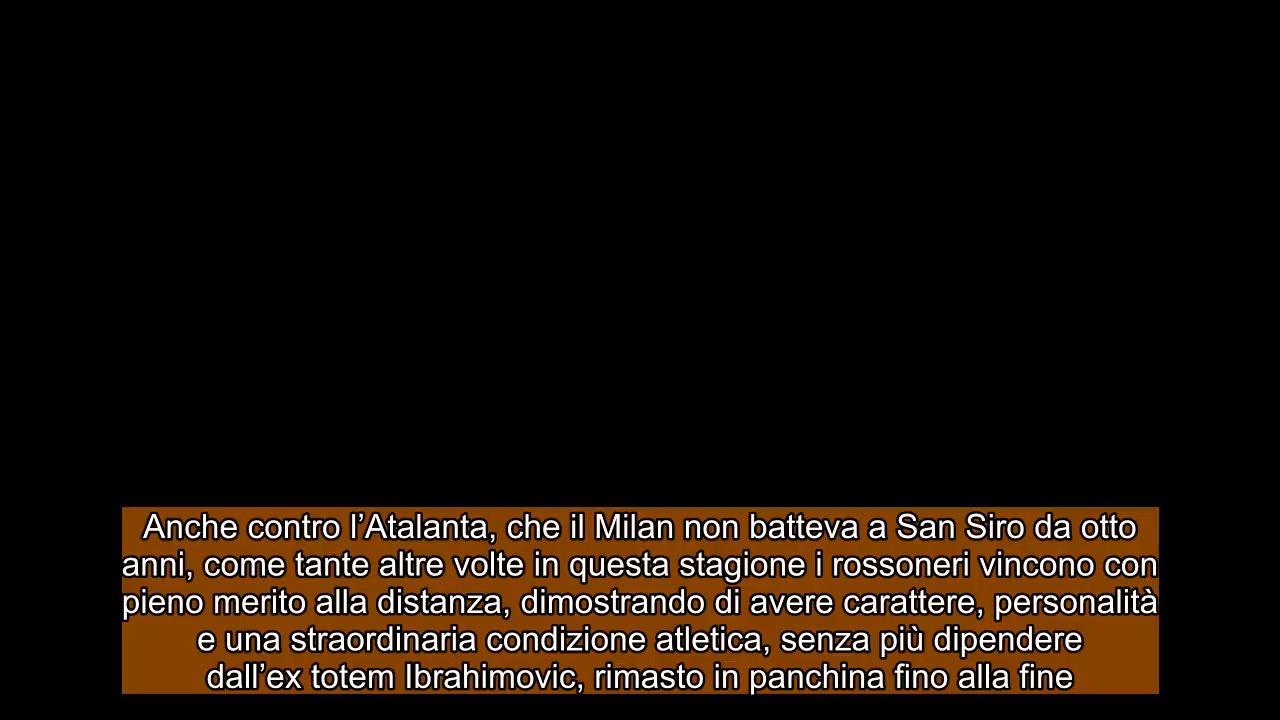 Anche contro l’Atalanta, che il Milan non batteva a San Siro da otto
anni, come tante altre volte in questa stagione i rossoneri vincono con
pieno merito alla distanza, dimostrando di avere carattere, personalità
e una straordinaria condizione atletica, senza più dipendere
dall’ex totem Ibrahimovic, rimasto in panchina fino alla fine